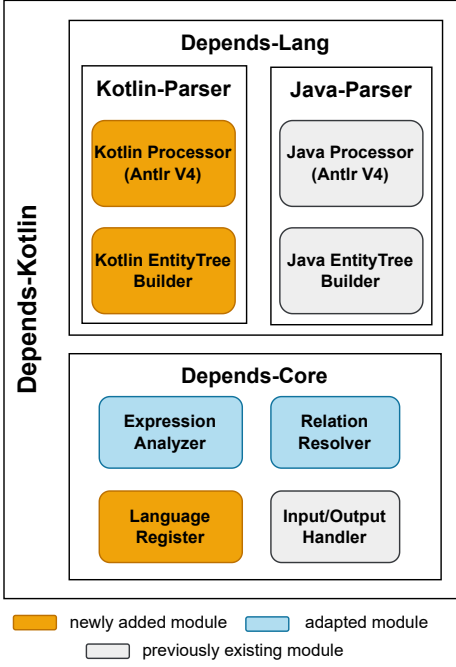 Depends-Kotlin
Depends-Lang
Kotlin-Parser
Kotlin Processor
(Antlr V4)
Kotlin EntityTree
Builder
Java-Parser
Java Processor
(Antlr V4)
Java EntityTree
Builder
Depends-Core
Expression
Analyzer
Relation
Resolver
Language
Register
Input/Output
Handler
newly added module
adapted module
previously existing module